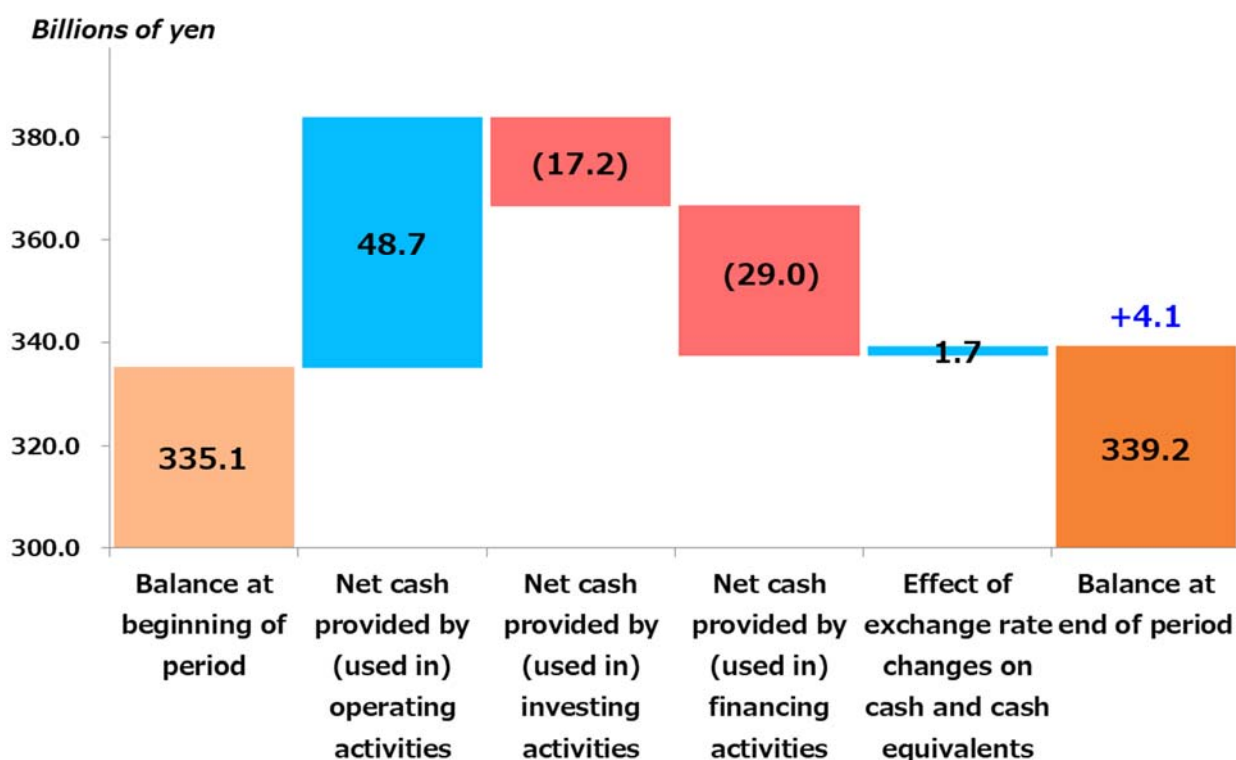 Billions of yen
380.0
360.0
340.0
320.0
300.0
335.1
48.7
(17.2)
(29.0)
1.7
+4.1
339.2
Balance at
beginning of
period
Net cash
provided by
(used in)
operating
activities
Net cash
provided by
(used in)
investing
activities
Net cash
provided by
(used in)
financing
activities
Effect of
exchange rate
changes on
cash and cash
equivalents
Balance at
end of period